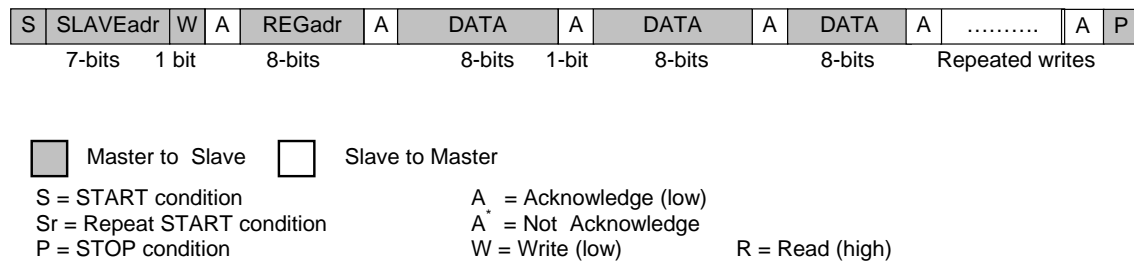 S SLAVEadr W A REGadr A DATA A DATA A DATA A ………. A P
7-bits 1 bit 8-bits 8-bits 1-bit 8-bits 8-bits Repeated writes
Master to Slave Slave to Master
S = START condition A = Acknowledge (low)
Sr = Repeat START condition A* = Not Acknowledge
P = STOP condition W = Write (low) R = Read (high)